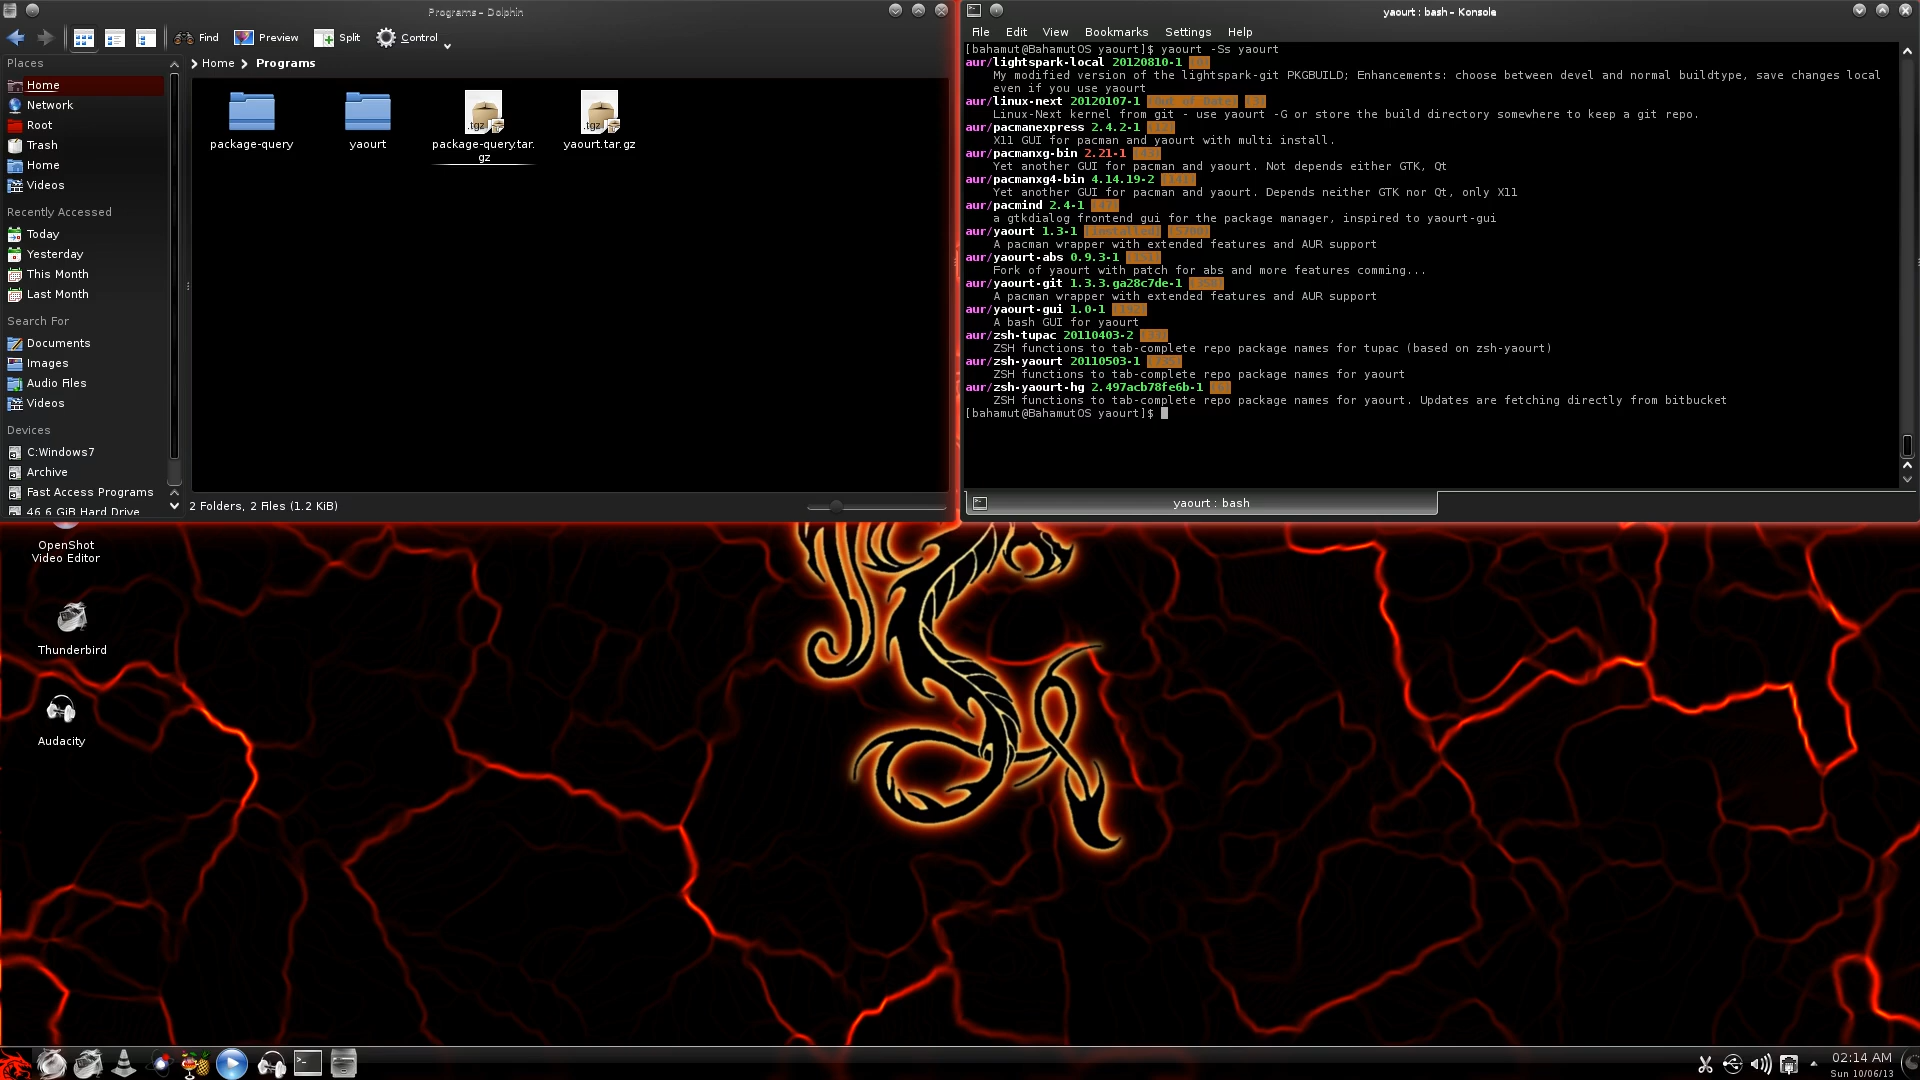 Programs – Dolphin
Find
Preview
Split
Control
Places
Home
Network
Root
Trash
Home
Videos
Recently Accessed
Today
Yesterday
This Month
Last Month
Search For
Documents
Images
Audio Files
Videos
Devices
C:Windows7
Archive
Fast Access Programs
46.6 GiB Hard Drive
Home
Programs
package-query
yaourt
.tgz
package-query.tar.
gz
.tgz
yaourt.tar.gz
2 Folders, 2 Files (1.2 KiB)
yaourt : bash – Konsole
File Edit View Bookmarks Settings Help
[bahamut@BahamutOS yaourt]$ yaourt -Ss yaourt
aur/lightspark-local 20120810-1
My modified version of the lightspark-git PKGBUILD; Enhancements: choose between devel and normal buildtype, save changes local
even if you use yaourt
aur/linux-next 20120107-1 (Out of Date) (3)
Linux-Next kernel from git - use yaourt -G or store the build directory somewhere to keep a git repo.
aur/pacmanexpress 2.4.2-1
X11 GUI for pacman and yaourt with multi install.
aur/pacmanxg-bin 2.21-1
Yet another GUI for pacman and yaourt. Not depends either GTK, Qt
aur/pacmanxg4-bin 4.14.19-2
Yet another GUI for pacman and yaourt. Depends neither GTK nor Qt, only X11
aur/pacmind 2.4-1
a gtkdialog frontend gui for the package manager, inspired to yaourt-gui
aur/yaourt 1.3-1 [installed]
A pacman wrapper with extended features and AUR support
aur/yaourt-abs 0.9.3-1
Fork of yaourt with patch for abs and more features comming...
aur/yaourt-git 1.3.3.ga28c7de-1
A pacman wrapper with extended features and AUR support
aur/yaourt-gui 1.0-1
A bash GUI for yaourt
aur/zsh-tupac 20110403-2
ZSH functions to tab-complete repo package names for tupac (based on zsh-yaourt)
aur/zsh-yaourt 20110503-1
ZSH functions to tab-complete repo package names for yaourt
aur/zsh-yaourt-hg 2.497acb78fe6b-1
ZSH functions to tab-complete repo package names for yaourt. Updates are fetching directly from bitbucket
[bahamut@BahamutOS yaourt]$
yaourt : bash
OpenShot
Video Editor
Thunderbird
Audacity
02:14 AM
Sun 10/06/13